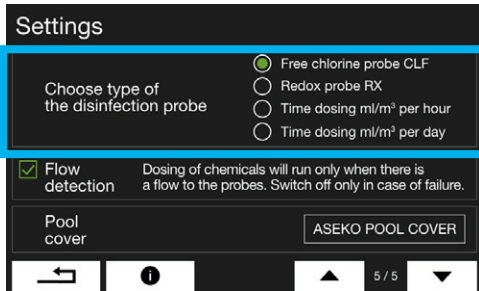 Settings
Choose type of
the disinfection probe
Free chlorine probe CLF
Redox probe RX
Time dosing ml/m³ per hour
Time dosing ml/m³ per day
Flow
detection
Dosing of chemicals will run only when there is
a flow to the probes. Switch off only in case of failure.
Pool
cover
ASEKO POOL COVER
5/5